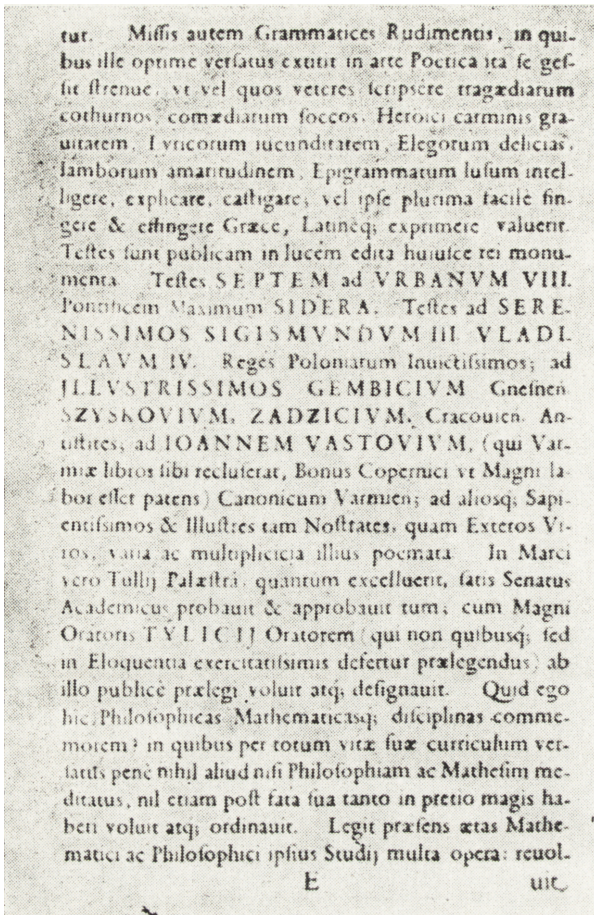 tur. Miſſis autem Grammatices Rudimentis, in qui-
bus ille optime verſatus extitit in arte Poetica ita ſe geſ-
ſit ſtrenue, vt vel quos veteres ſcripſere tragædiarum
cothurnos, comædiarum ſoccos, Heroici carminis gra-
uitatem, Lyricorum iucunditatem, Elegorum delicias,
Iamborum amaritudinem, Epigrammatum luſum intel-
ligere, explicare, caſtigare, vel ipſe plurima facilè fin-
gere & effingere Græce, Latineq; exprimere valuerit.
Teſtes ſunt publicam in lucem edita huiuſce rei monu-
menta. Teſtes SEPTEM ad VRBANVM VIII.
Pontificem Maximum SIDERA. Teſtes ad SERE-
NISSIMOS SIGISMVNDVM III. VLADI-
SLAVM IV. Reges Poloniarum Inuictiſsimos; ad
ILLVSTRISSIMOS GEMBICIVM Gneſnen.
SZYSKOVIVM, ZADZICIVM, Cracouien. An-
tiſtites; ad IOANNEM VASTOVIVM, (qui Var-
miæ libros ſibi recluſerat, Bonus Copernici vt Magni la-
bor eſſet patens) Canonicum Varmien; ad alioſq; Sapi-
entiſsimos & Illuſtres tam Noſtrates, quam Exteros Vi-
ros, varia ac multiplicicia illius poemata. In Marci
vero Tullij Palæſtrá, quantum excelluerit, ſatis Senatus
Academicus probauit & approbauit tum, cum Magni
Oratoris TYLICIJ Oratorem (qui non quibuſq; ſed
in Eloquentia exercitatiſsimis defertur prælegendus) ab
illo publicè prælegi voluit atq; deſignauit. Quid ego
hic Philoſophicas Mathematicaſq; diſciplinas comme-
morem? in quibus per totum vitæ ſuæ curriculum ver-
ſatus penè nihil aliud niſi Philoſophiam ac Matheſim me-
ditatus, nil etiam poſt fata ſua tanto in pretio magis ha-
beri voluit atq; ordinauit. Legit præſens ætas Mathe-
matici ac Philoſophici ipſius Studij multa opera: reuol-
E uit